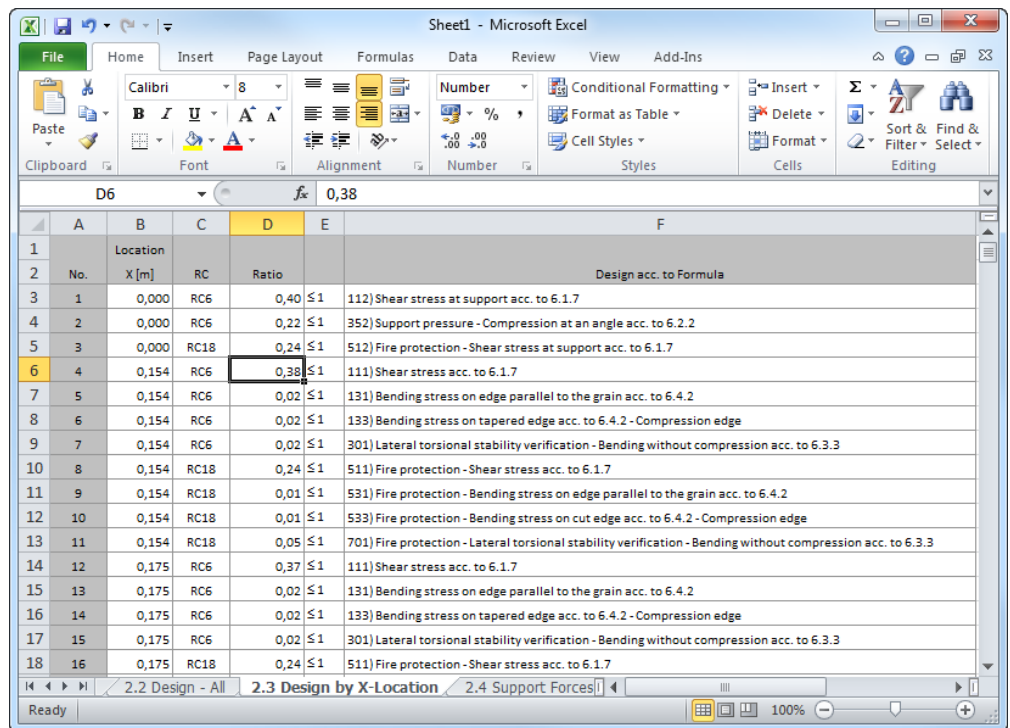 Sheet1 - Microsoft Excel
File Home Insert Page Layout Formulas Data Review View Add-Ins
Calibri 8 Number Conditional Formatting Insert Σ
B I U A A % , Format as Table Delete
Paste Sort & Find &
A Cell Styles Format Filter Select
Clipboard Font Alignment Number Styles Cells Editing
D6 fx 0,38
A B C D E F
1 Location
2 No. X [m] RC Ratio Design acc. to Formula
3 1 0,000 RC6 0,40 ≤ 1 112) Shear stress at support acc. to 6.1.7
4 2 0,000 RC6 0,22 ≤ 1 352) Support pressure - Compression at an angle acc. to 6.2.2
5 3 0,000 RC18 0,24 ≤ 1 512) Fire protection - Shear stress at support acc. to 6.1.7
6 4 0,154 RC6 0,38 ≤ 1 111) Shear stress acc. to 6.1.7
7 5 0,154 RC6 0,02 ≤ 1 131) Bending stress on edge parallel to the grain acc. to 6.4.2
8 6 0,154 RC6 0,02 ≤ 1 133) Bending stress on tapered edge acc. to 6.4.2 - Compression edge
9 7 0,154 RC6 0,02 ≤ 1 301) Lateral torsional stability verification - Bending without compression acc. to 6.3.3
10 8 0,154 RC18 0,24 ≤ 1 511) Fire protection - Shear stress acc. to 6.1.7
11 9 0,154 RC18 0,01 ≤ 1 531) Fire protection - Bending stress on edge parallel to the grain acc. to 6.4.2
12 10 0,154 RC18 0,01 ≤ 1 533) Fire protection - Bending stress on cut edge acc. to 6.4.2 - Compression edge
13 11 0,154 RC18 0,05 ≤ 1 701) Fire protection - Lateral torsional stability verification - Bending without compression acc. to 6.3.3
14 12 0,175 RC6 0,37 ≤ 1 111) Shear stress acc. to 6.1.7
15 13 0,175 RC6 0,02 ≤ 1 131) Bending stress on edge parallel to the grain acc. to 6.4.2
16 14 0,175 RC6 0,02 ≤ 1 133) Bending stress on tapered edge acc. to 6.4.2 - Compression edge
17 15 0,175 RC6 0,02 ≤ 1 301) Lateral torsional stability verification - Bending without compression acc. to 6.3.3
18 16 0,175 RC18 0,24 ≤ 1 511) Fire protection - Shear stress acc. to 6.1.7
2.2 Design - All 2.3 Design by X-Location 2.4 Support Forces
Ready 100%